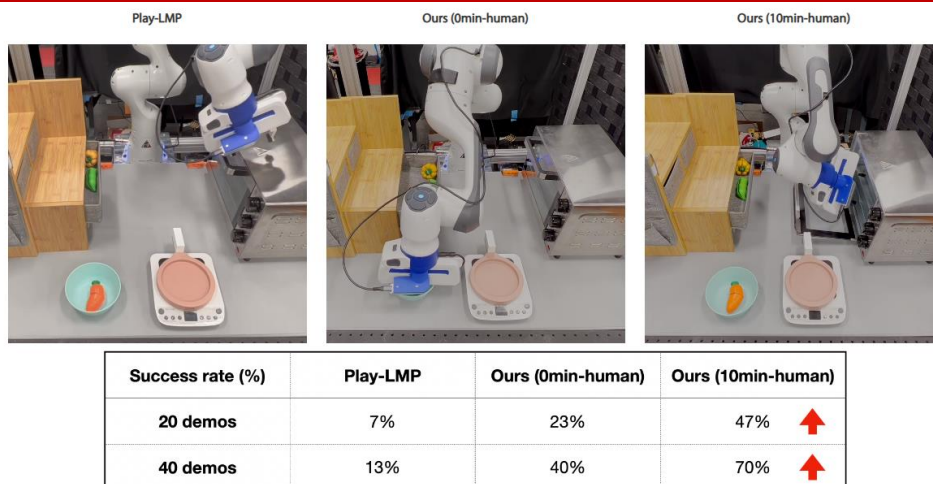 Play-LMP Ours (0min-human) Ours (10min-human)
Success rate (%) Play-LMP Ours (0min-human) Ours (10min-human)
20 demos 7% 23% 47%
40 demos 13% 40% 70%